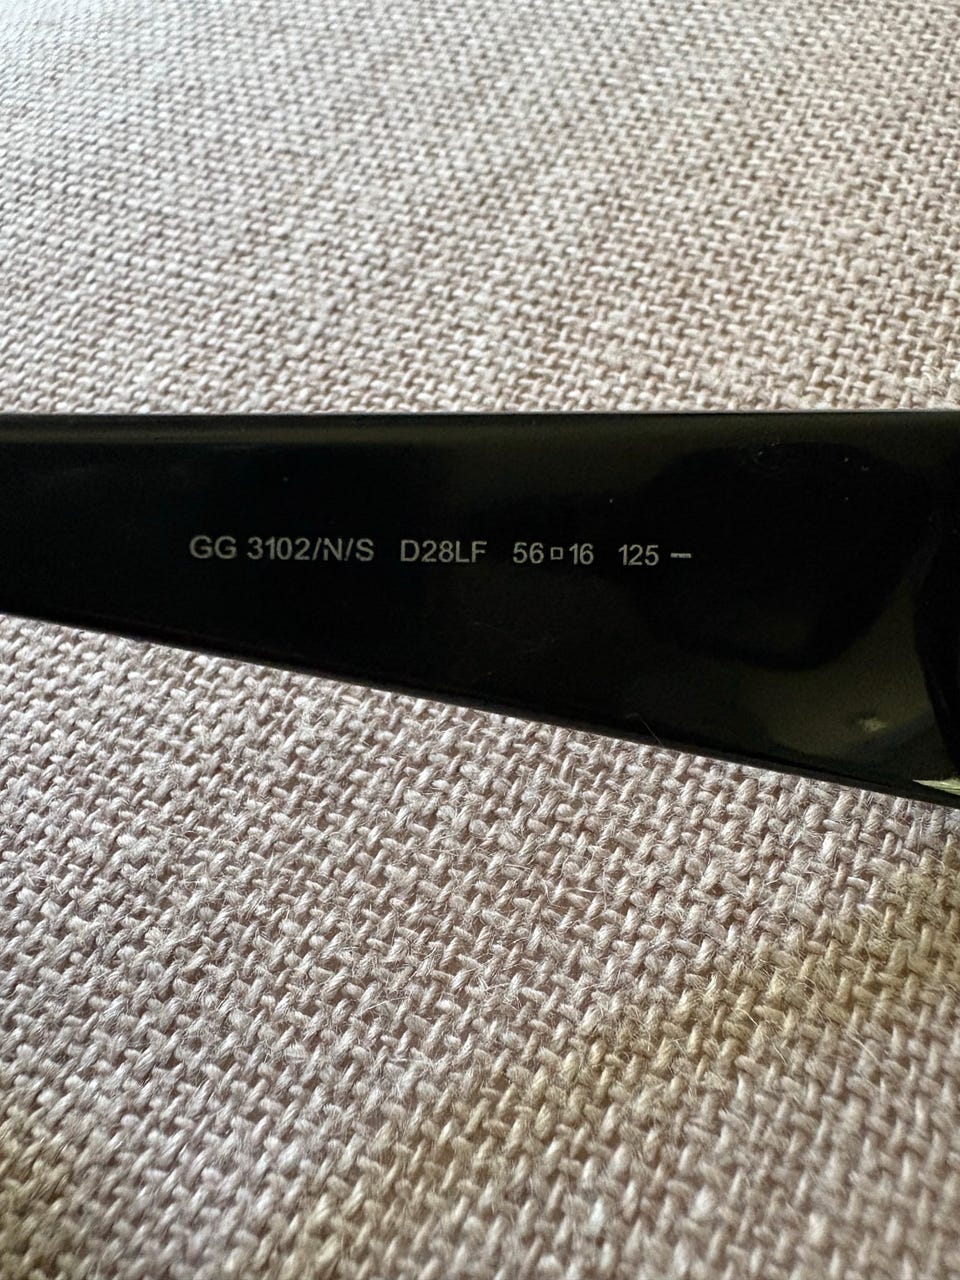 GG 3102/N/S D28LF 56□16 125 –